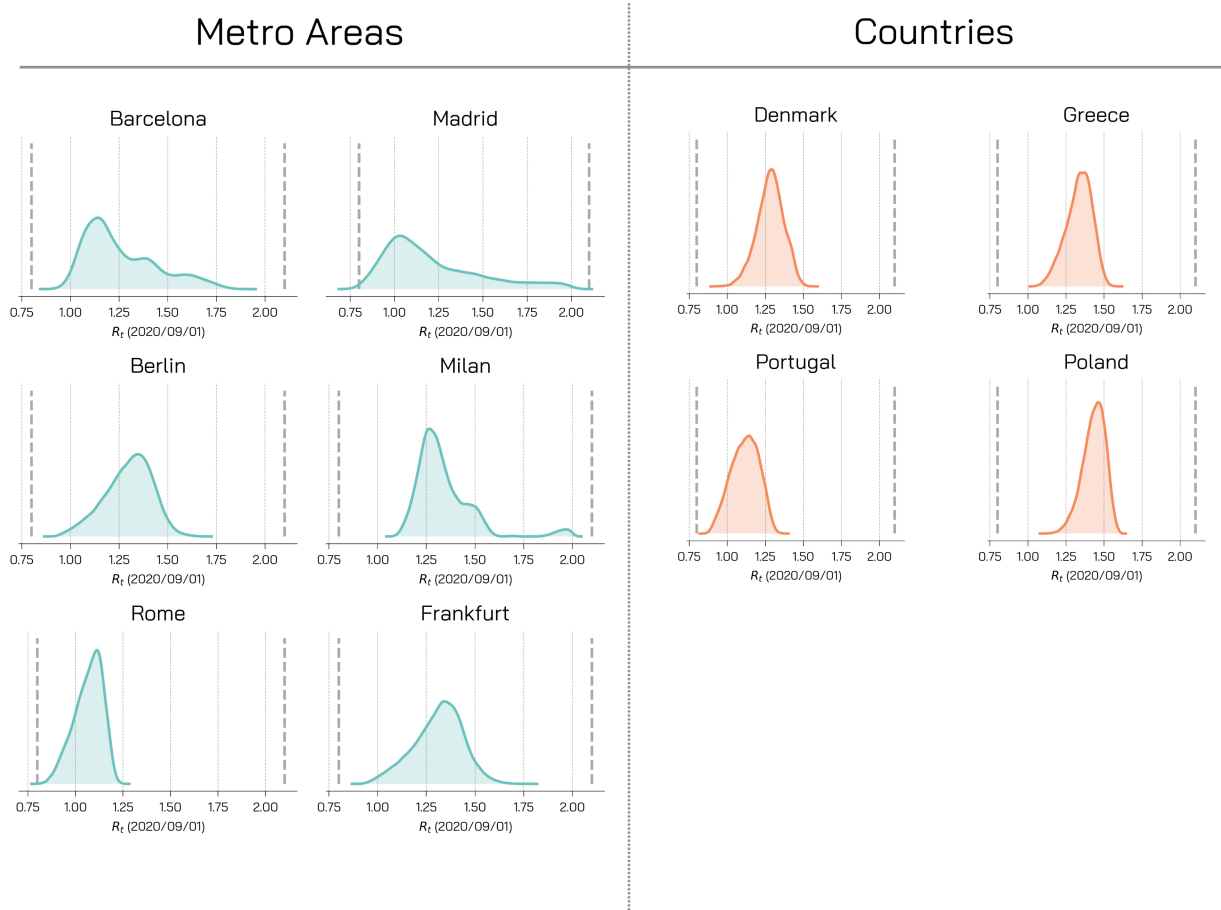 Metro Areas
Countries
Barcelona
0.75 1.00 1.25 1.50 1.75 2.00
Rt (2020/09/01)
Madrid
0.75 1.00 1.25 1.50 1.75 2.00
Rt (2020/09/01)
Berlin
0.75 1.00 1.25 1.50 1.75 2.00
Rt (2020/09/01)
Milan
0.75 1.00 1.25 1.50 1.75 2.00
Rt (2020/09/01)
Rome
0.75 1.00 1.25 1.50 1.75 2.00
Rt (2020/09/01)
Frankfurt
0.75 1.00 1.25 1.50 1.75 2.00
Rt (2020/09/01)
Denmark
0.75 1.00 1.25 1.50 1.75 2.00
Rt (2020/09/01)
Greece
0.75 1.00 1.25 1.50 1.75 2.00
Rt (2020/09/01)
Portugal
0.75 1.00 1.25 1.50 1.75 2.00
Rt (2020/09/01)
Poland
0.75 1.00 1.25 1.50 1.75 2.00
Rt (2020/09/01)